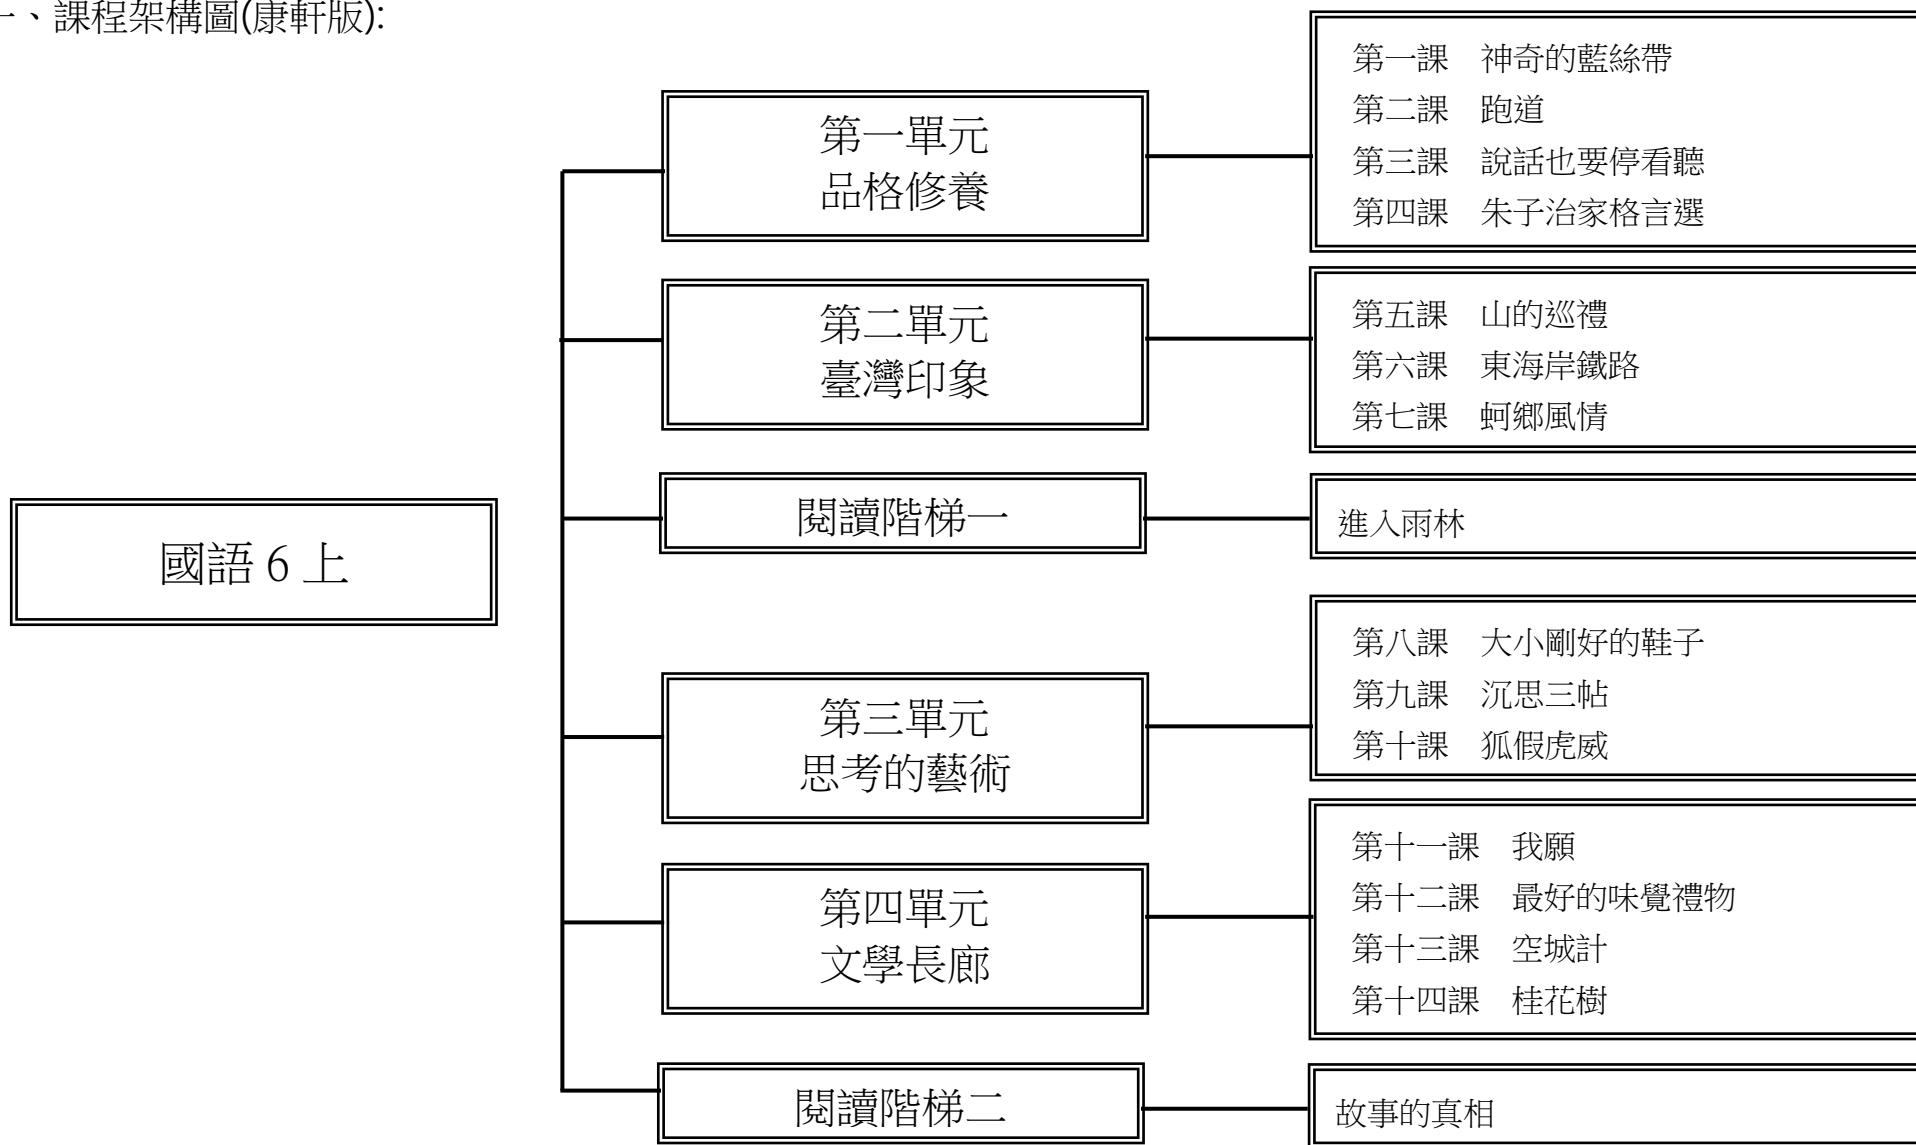 一、課程架構圖(康軒版):
國語 6 上
第一單元
品格修養
第一課　神奇的藍絲帶
第二課　跑道
第三課　說話也要停看聽
第四課　朱子治家格言選
第二單元
臺灣印象
第五課　山的巡禮
第六課　東海岸鐵路
第七課　蚵鄉風情
閱讀階梯一
進入雨林
第三單元
思考的藝術
第八課　大小剛好的鞋子
第九課　沉思三帖
第十課　狐假虎威
第四單元
文學長廊
第十一課　我願
第十二課　最好的味覺禮物
第十三課　空城計
第十四課　桂花樹
閱讀階梯二
故事的真相